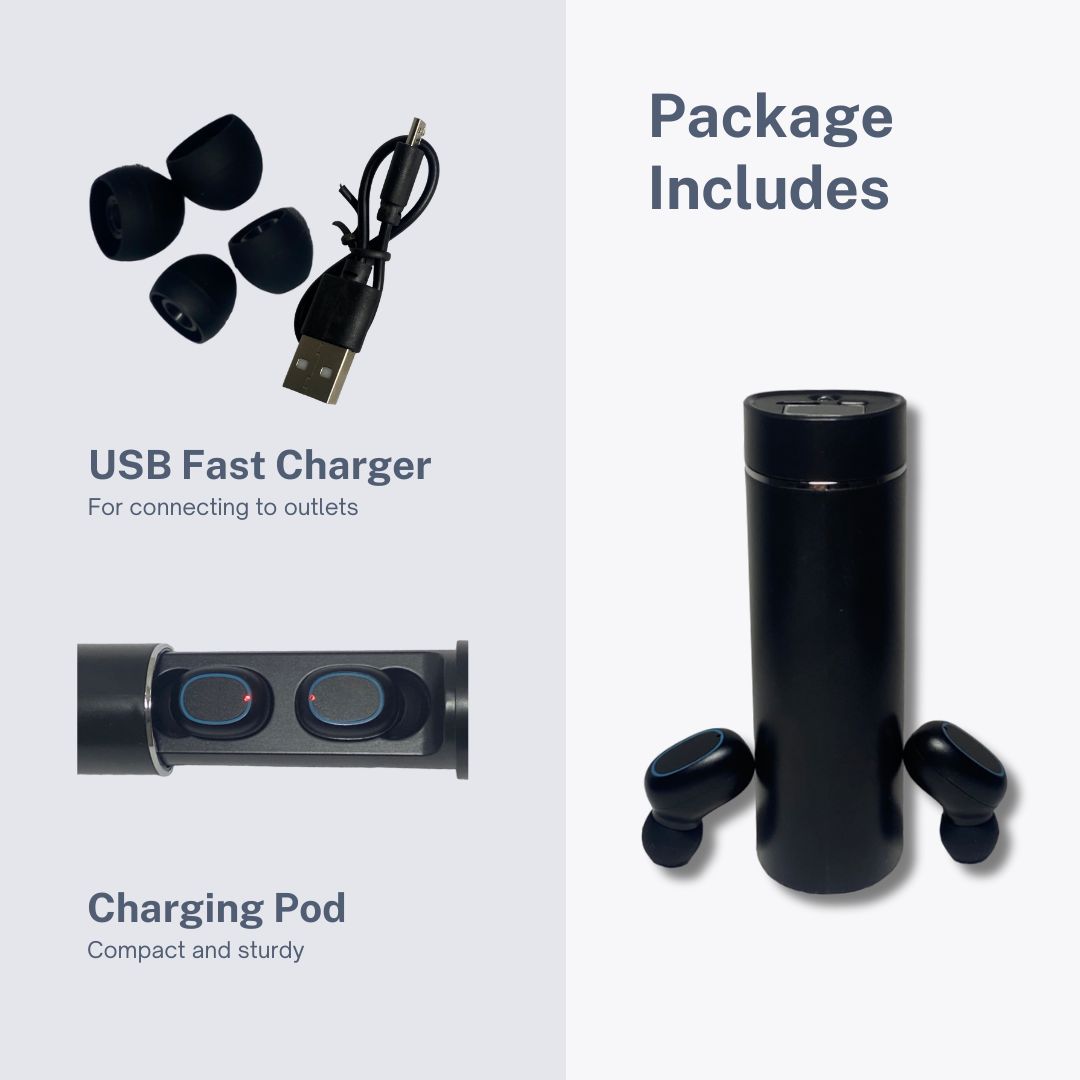 Package
Includes
USB Fast Charger
For connecting to outlets
Charging Pod
Compact and sturdy